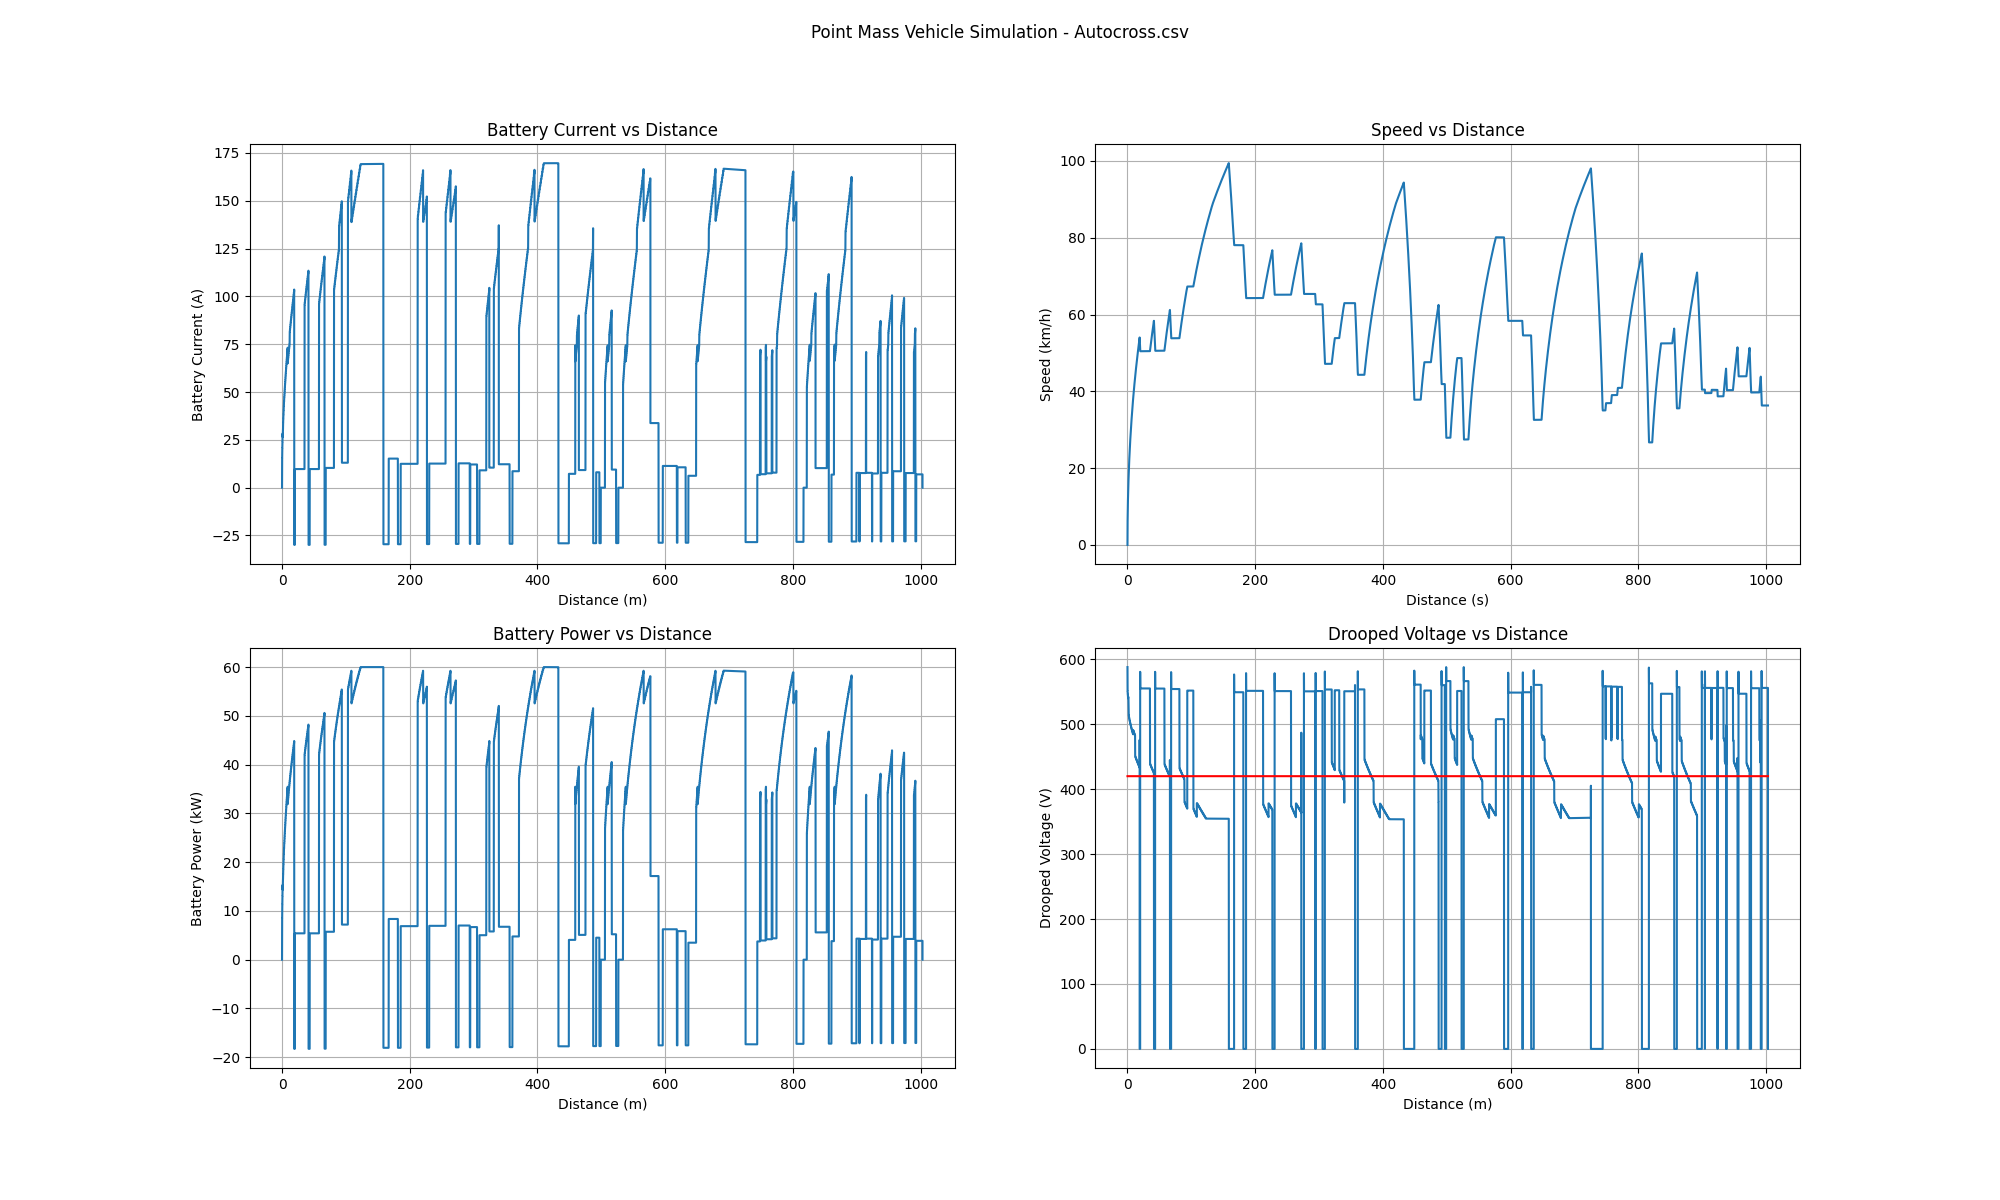 Point Mass Vehicle Simulation - Autocross.csv
Battery Current vs Distance
Battery Current (A)
175
150
125
100
75
50
25
0
−25
0 200 400 600 800 1000
Distance (m)
Speed vs Distance
Speed (km/h)
100
80
60
40
20
0
0 200 400 600 800 1000
Distance (s)
Battery Power vs Distance
Battery Power (kW)
60
50
40
30
20
10
0
−10
−20
0 200 400 600 800 1000
Distance (m)
Drooped Voltage vs Distance
Drooped Voltage (V)
600
500
400
300
200
100
0
0 200 400 600 800 1000
Distance (m)